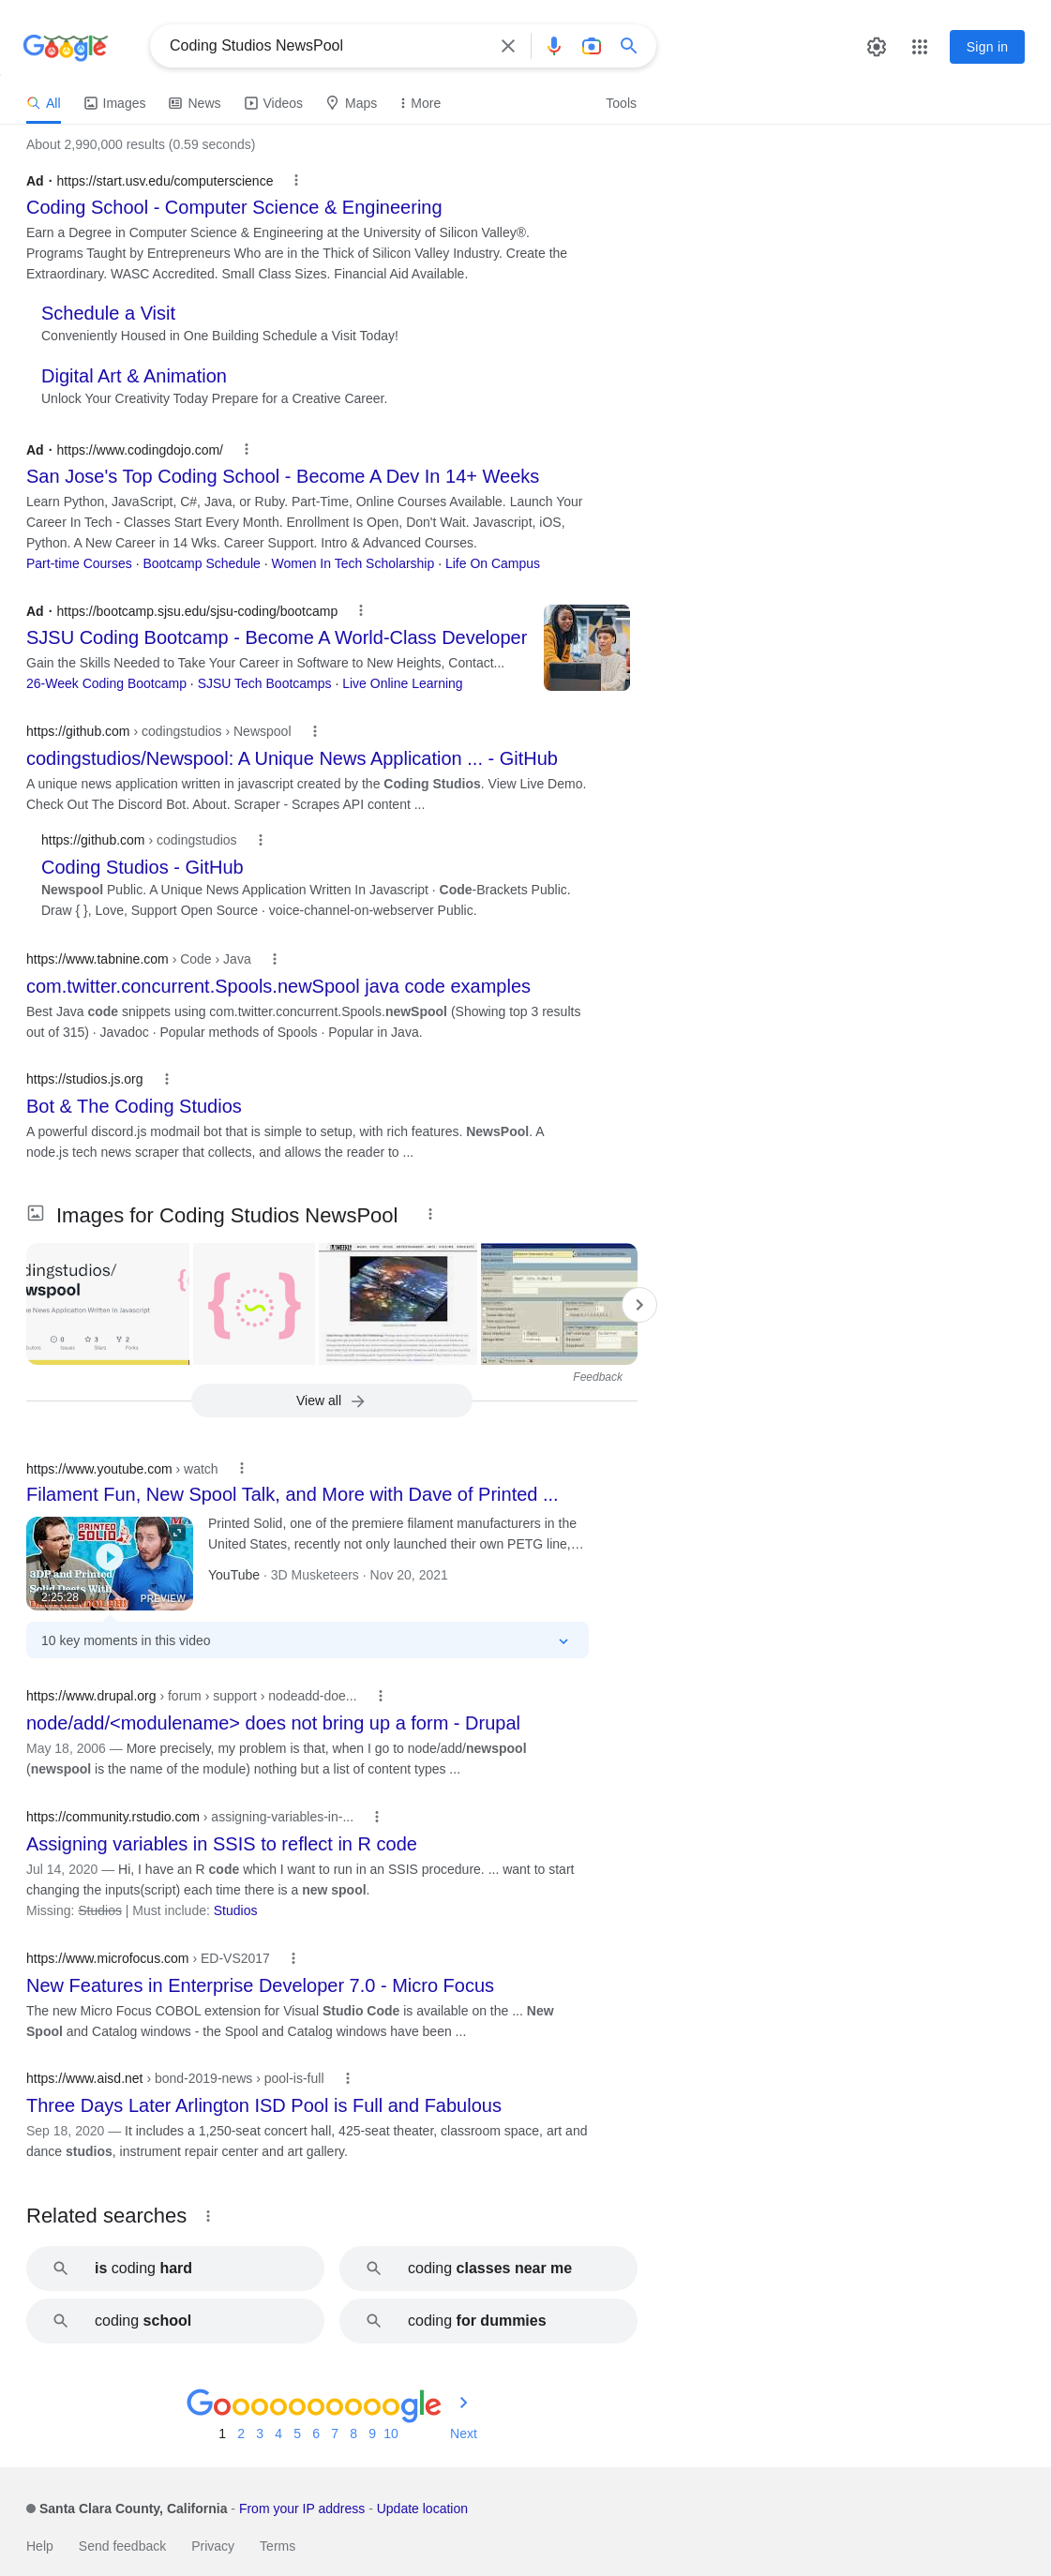 Google
Coding Studios NewsPool
Sign in
All
Images
News
Videos
Maps
More
Tools
About 2,990,000 results (0.59 seconds)
Ad · https://start.usv.edu/computerscience
Coding School - Computer Science & Engineering
Earn a Degree in Computer Science & Engineering at the University of Silicon Valley®.
Programs Taught by Entrepreneurs Who are in the Thick of Silicon Valley Industry. Create the
Extraordinary. WASC Accredited. Small Class Sizes. Financial Aid Available.
Schedule a Visit
Conveniently Housed in One Building Schedule a Visit Today!
Digital Art & Animation
Unlock Your Creativity Today Prepare for a Creative Career.
Ad · https://www.codingdojo.com/
San Jose's Top Coding School - Become A Dev In 14+ Weeks
Learn Python, JavaScript, C#, Java, or Ruby. Part-Time, Online Courses Available. Launch Your
Career In Tech - Classes Start Every Month. Enrollment Is Open, Don't Wait. Javascript, iOS,
Python. A New Career in 14 Wks. Career Support. Intro & Advanced Courses.
Part-time Courses · Bootcamp Schedule · Women In Tech Scholarship · Life On Campus
Ad · https://bootcamp.sjsu.edu/sjsu-coding/bootcamp
SJSU Coding Bootcamp - Become A World-Class Developer
Gain the Skills Needed to Take Your Career in Software to New Heights, Contact...
26-Week Coding Bootcamp · SJSU Tech Bootcamps · Live Online Learning
https://github.com › codingstudios › Newspool
codingstudios/Newspool: A Unique News Application ... - GitHub
A unique news application written in javascript created by the Coding Studios. View Live Demo.
Check Out The Discord Bot. About. Scraper - Scrapes API content ...
https://github.com › codingstudios
Coding Studios - GitHub
Newspool Public. A Unique News Application Written In Javascript · Code-Brackets Public.
Draw { }, Love, Support Open Source · voice-channel-on-webserver Public.
https://www.tabnine.com › Code › Java
com.twitter.concurrent.Spools.newSpool java code examples
Best Java code snippets using com.twitter.concurrent.Spools.newSpool (Showing top 3 results
out of 315) · Javadoc · Popular methods of Spools · Popular in Java.
https://studios.js.org
Bot & The Coding Studios
A powerful discord.js modmail bot that is simple to setup, with rich features. NewsPool. A
node.js tech news scraper that collects, and allows the reader to ...
Images for Coding Studios NewsPool
dingstudios/
wspool
e News Application Written In Javascript
0
3
2
Issues
Stars
Forks
Feedback
View all
https://www.youtube.com › watch
Filament Fun, New Spool Talk, and More with Dave of Printed ...
PRINTED
SOLID
3DP and Printed
2:25:28
PREVIEW
Printed Solid, one of the premiere filament manufacturers in the
United States, recently not only launched their own PETG line,…
YouTube · 3D Musketeers · Nov 20, 2021
10 key moments in this video
https://www.drupal.org › forum › support › nodeadd-doe...
node/add/<modulename> does not bring up a form - Drupal
May 18, 2006 — More precisely, my problem is that, when I go to node/add/newspool
(newspool is the name of the module) nothing but a list of content types ...
https://community.rstudio.com › assigning-variables-in-...
Assigning variables in SSIS to reflect in R code
Jul 14, 2020 — Hi, I have an R code which I want to run in an SSIS procedure. ... want to start
changing the inputs(script) each time there is a new spool.
Missing: Studios | Must include: Studios
https://www.microfocus.com › ED-VS2017
New Features in Enterprise Developer 7.0 - Micro Focus
The new Micro Focus COBOL extension for Visual Studio Code is available on the ... New
Spool and Catalog windows - the Spool and Catalog windows have been ...
https://www.aisd.net › bond-2019-news › pool-is-full
Three Days Later Arlington ISD Pool is Full and Fabulous
Sep 18, 2020 — It includes a 1,250-seat concert hall, 425-seat theater, classroom space, art and
dance studios, instrument repair center and art gallery.
Related searches
is coding hard
coding classes near me
coding school
coding for dummies
Goooooooooogle
1 2 3 4 5 6 7 8 9 10 Next
Santa Clara County, California - From your IP address - Update location
Help
Send feedback
Privacy
Terms